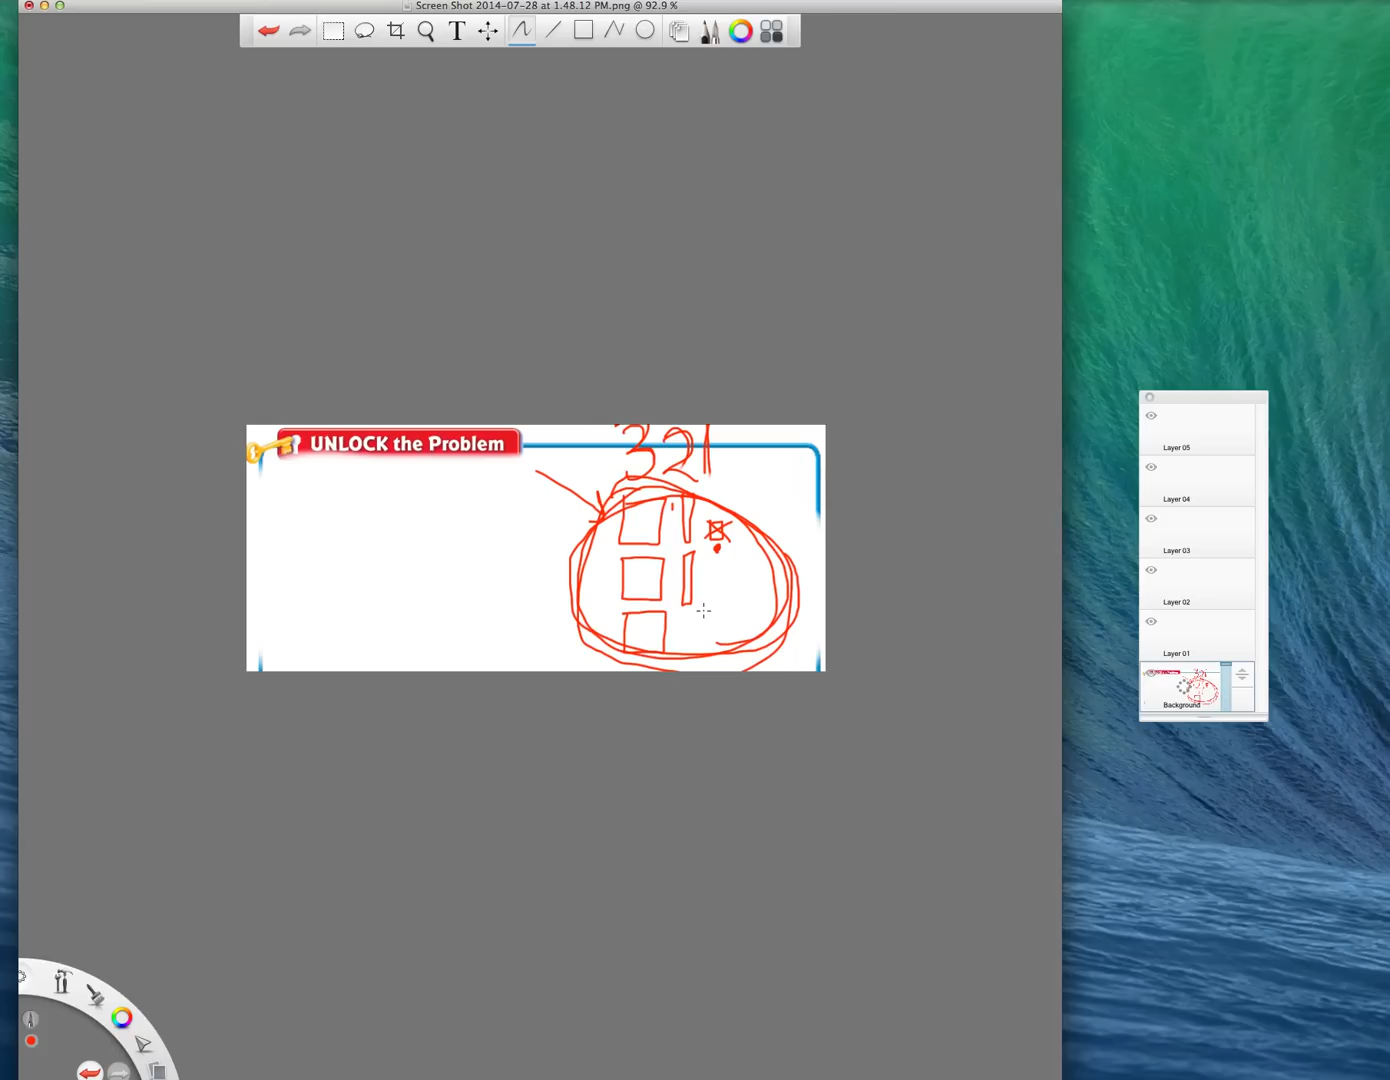 Screen Shot 2014-07-28 at 1.48.12 PM.png @ 92.9 %
T
UNLOCK the Problem
321
Layer 05
Layer 04
Layer 03
Layer 02
Layer 01
Background